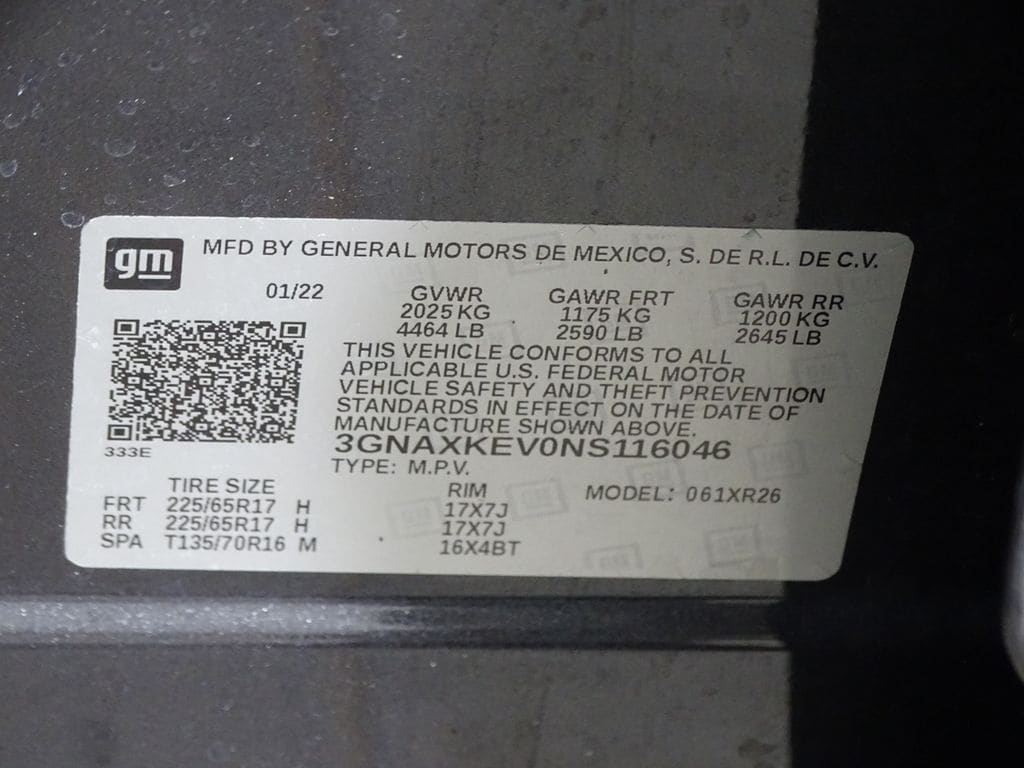 gm
MFD BY GENERAL MOTORS DE MEXICO, S. DE R.L. DE C.V.
01/22 GVWR GAWR FRT GAWR RR
2025 KG 1175 KG 1200 KG
4464 LB 2590 LB 2645 LB
THIS VEHICLE CONFORMS TO ALL
APPLICABLE U.S. FEDERAL MOTOR
VEHICLE SAFETY AND THEFT PREVENTION
STANDARDS IN EFFECT ON THE DATE OF
MANUFACTURE SHOWN ABOVE.
333E
3GNAXKEV0NS116046
TYPE: M.P.V.
TIRE SIZE RIM MODEL: 061XR26
FRT 225/65R17 H 17X7J
RR 225/65R17 H 17X7J
SPA T135/70R16 M 16X4BT